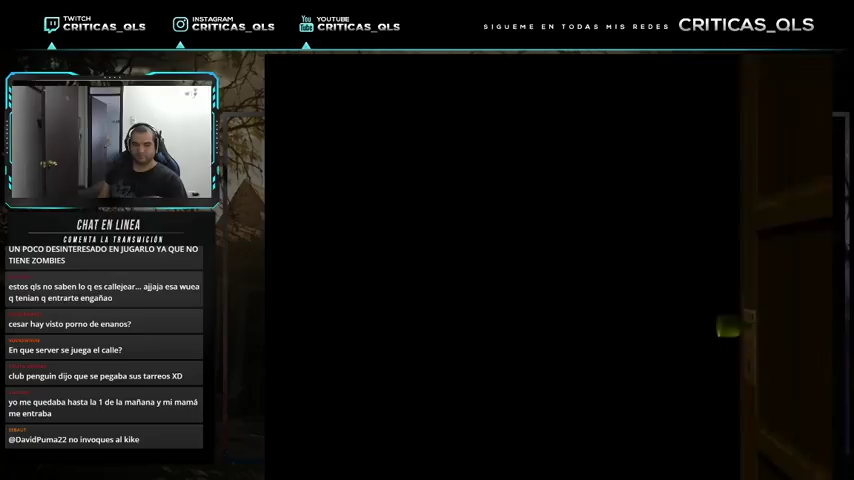 TWITCH
CRITICAS_QLS
INSTAGRAM
CRITICAS_QLS
You Tube
YOUTUBE
CRITICAS_QLS
SIGUEME EN TODAS MIS REDES
CRITICAS_QLS
CHAT EN LINEA
COMENTA LA TRANSMICIÓN
UN POCO DESINTERESADO EN JUGARLO YA QUE NO
TIENE ZOMBIES
estos qls no saben lo q es callejear... ajjaja esa wuea
q tenian q entrarte engañao
cesar hay visto porno de enanos?
En que server se juega el calle?
club penguin dijo que se pegaba sus tarreos XD
yo me quedaba hasta la 1 de la mañana y mi mamá
me entraba
@DavidPuma22 no invoques al kike